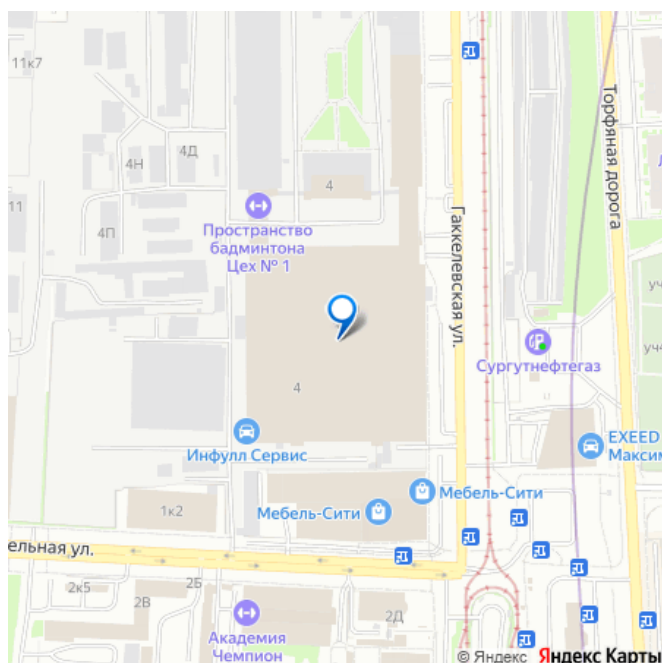 11к7
4Д
4Н
4
Торфяная дорога
11
Пространство
бадминтона
Цех № 1
4П
Гаккелевская ул.
уч4
Сургутнефтегаз
4
EXEED
Максим
Инфулл Сервис
Мебель-Сити
1к2
Мебель-Сити
ельная ул.
2к5
2В
2Б
2Д
Академия
Чемпион
© Яндекс Яндекс Карты